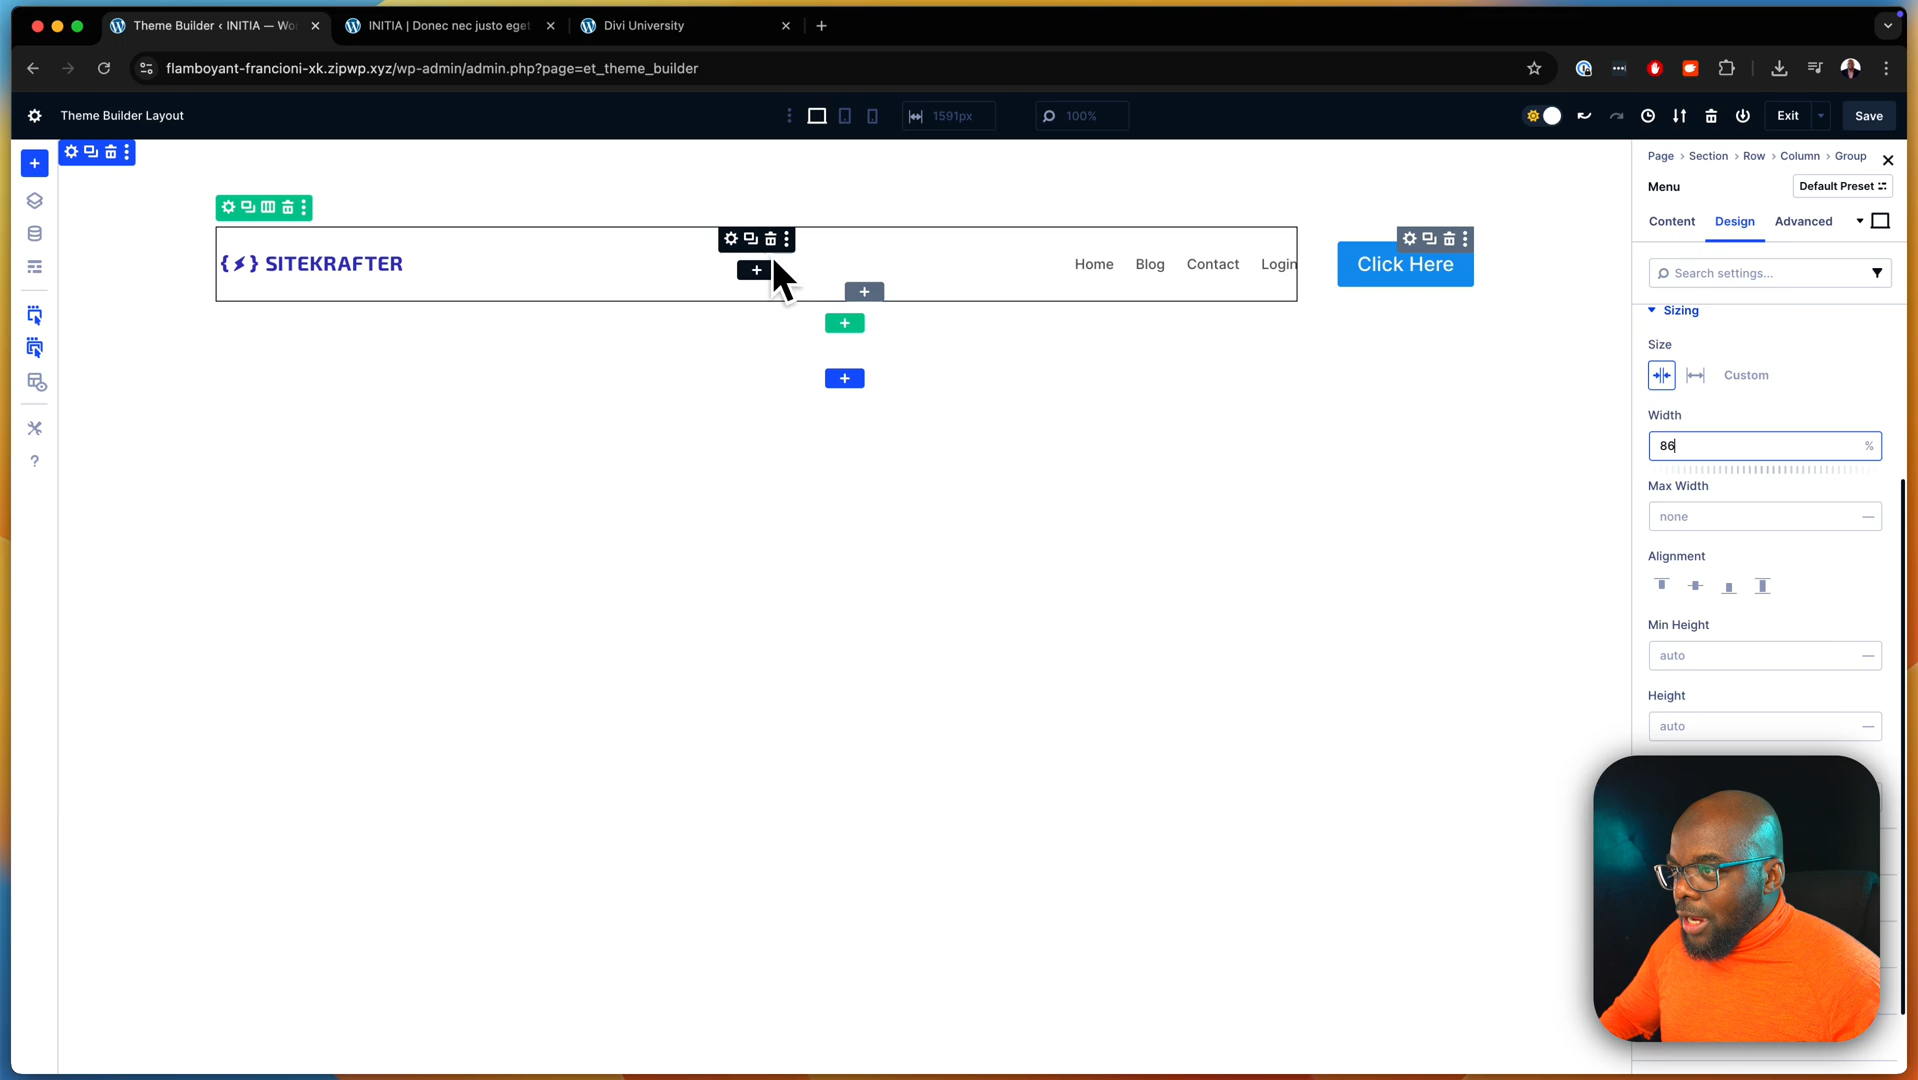 Theme Builder ‹ INITIA — Wo
INITIA | Donec nec justo eget
Divi University
flamboyant-francioni-xk.zipwp.xyz/wp-admin/admin.php?page=et_theme_builder
Theme Builder Layout
1591px
100%
Exit
Save
Page > Section > Row > Column > Group
Menu
Default Preset
Content
Design
Advanced
Search settings...
{⚡} SITEKRAFTER
Home
Blog
Contact
Login
Click Here
Sizing
Size
Custom
Width
86
%
Max Width
none
Alignment
Min Height
auto
Height
auto